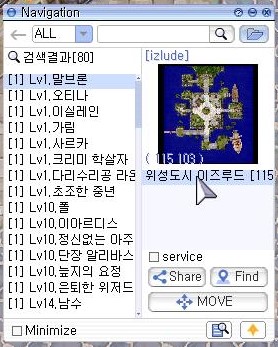 Navigation
ALL
검색결과[80]
[izlude]
[1] Lv1.말브론
[1] Lv1.오티나
[1] Lv1.이실레인
[1] Lv1.가림
[1] Lv1.사르카
[1] Lv1.크리미 학살자
[1] Lv1.다리수리공 라온
[1] Lv1.초조한 중년
[1] Lv10.폴
[1] Lv10.이아르디스
[1] Lv10.정신없는 아주
[1] Lv10.단장 알리바스
[1] Lv10.늪지의 요정
[1] Lv10.은퇴한 위저드
[1] Lv14.남수
( 115 103 )
위성도시 이즈루드 [115
service
Share
Find
MOVE
Minimize